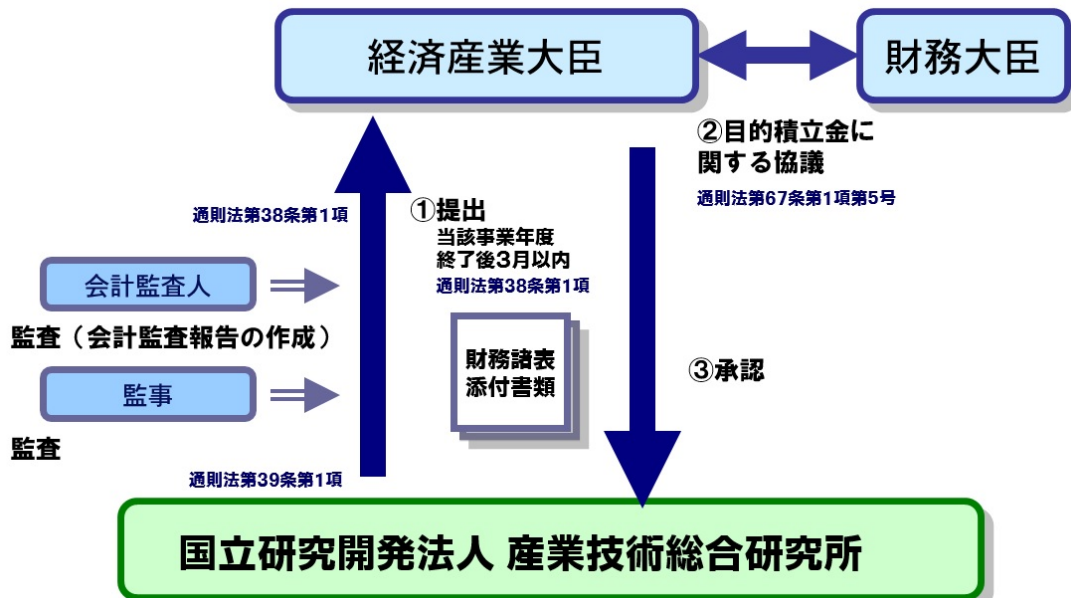 経済産業大臣
財務大臣
②目的積立金に
関する協議
通則法第67条第1項第5号
通則法第38条第1項
①提出
当該事業年度
終了後3月以内
通則法第38条第1項
会計監査人
監査（会計監査報告の作成）
財務諸表
添付書類
監事
③承認
監査
通則法第39条第1項
国立研究開発法人 産業技術総合研究所